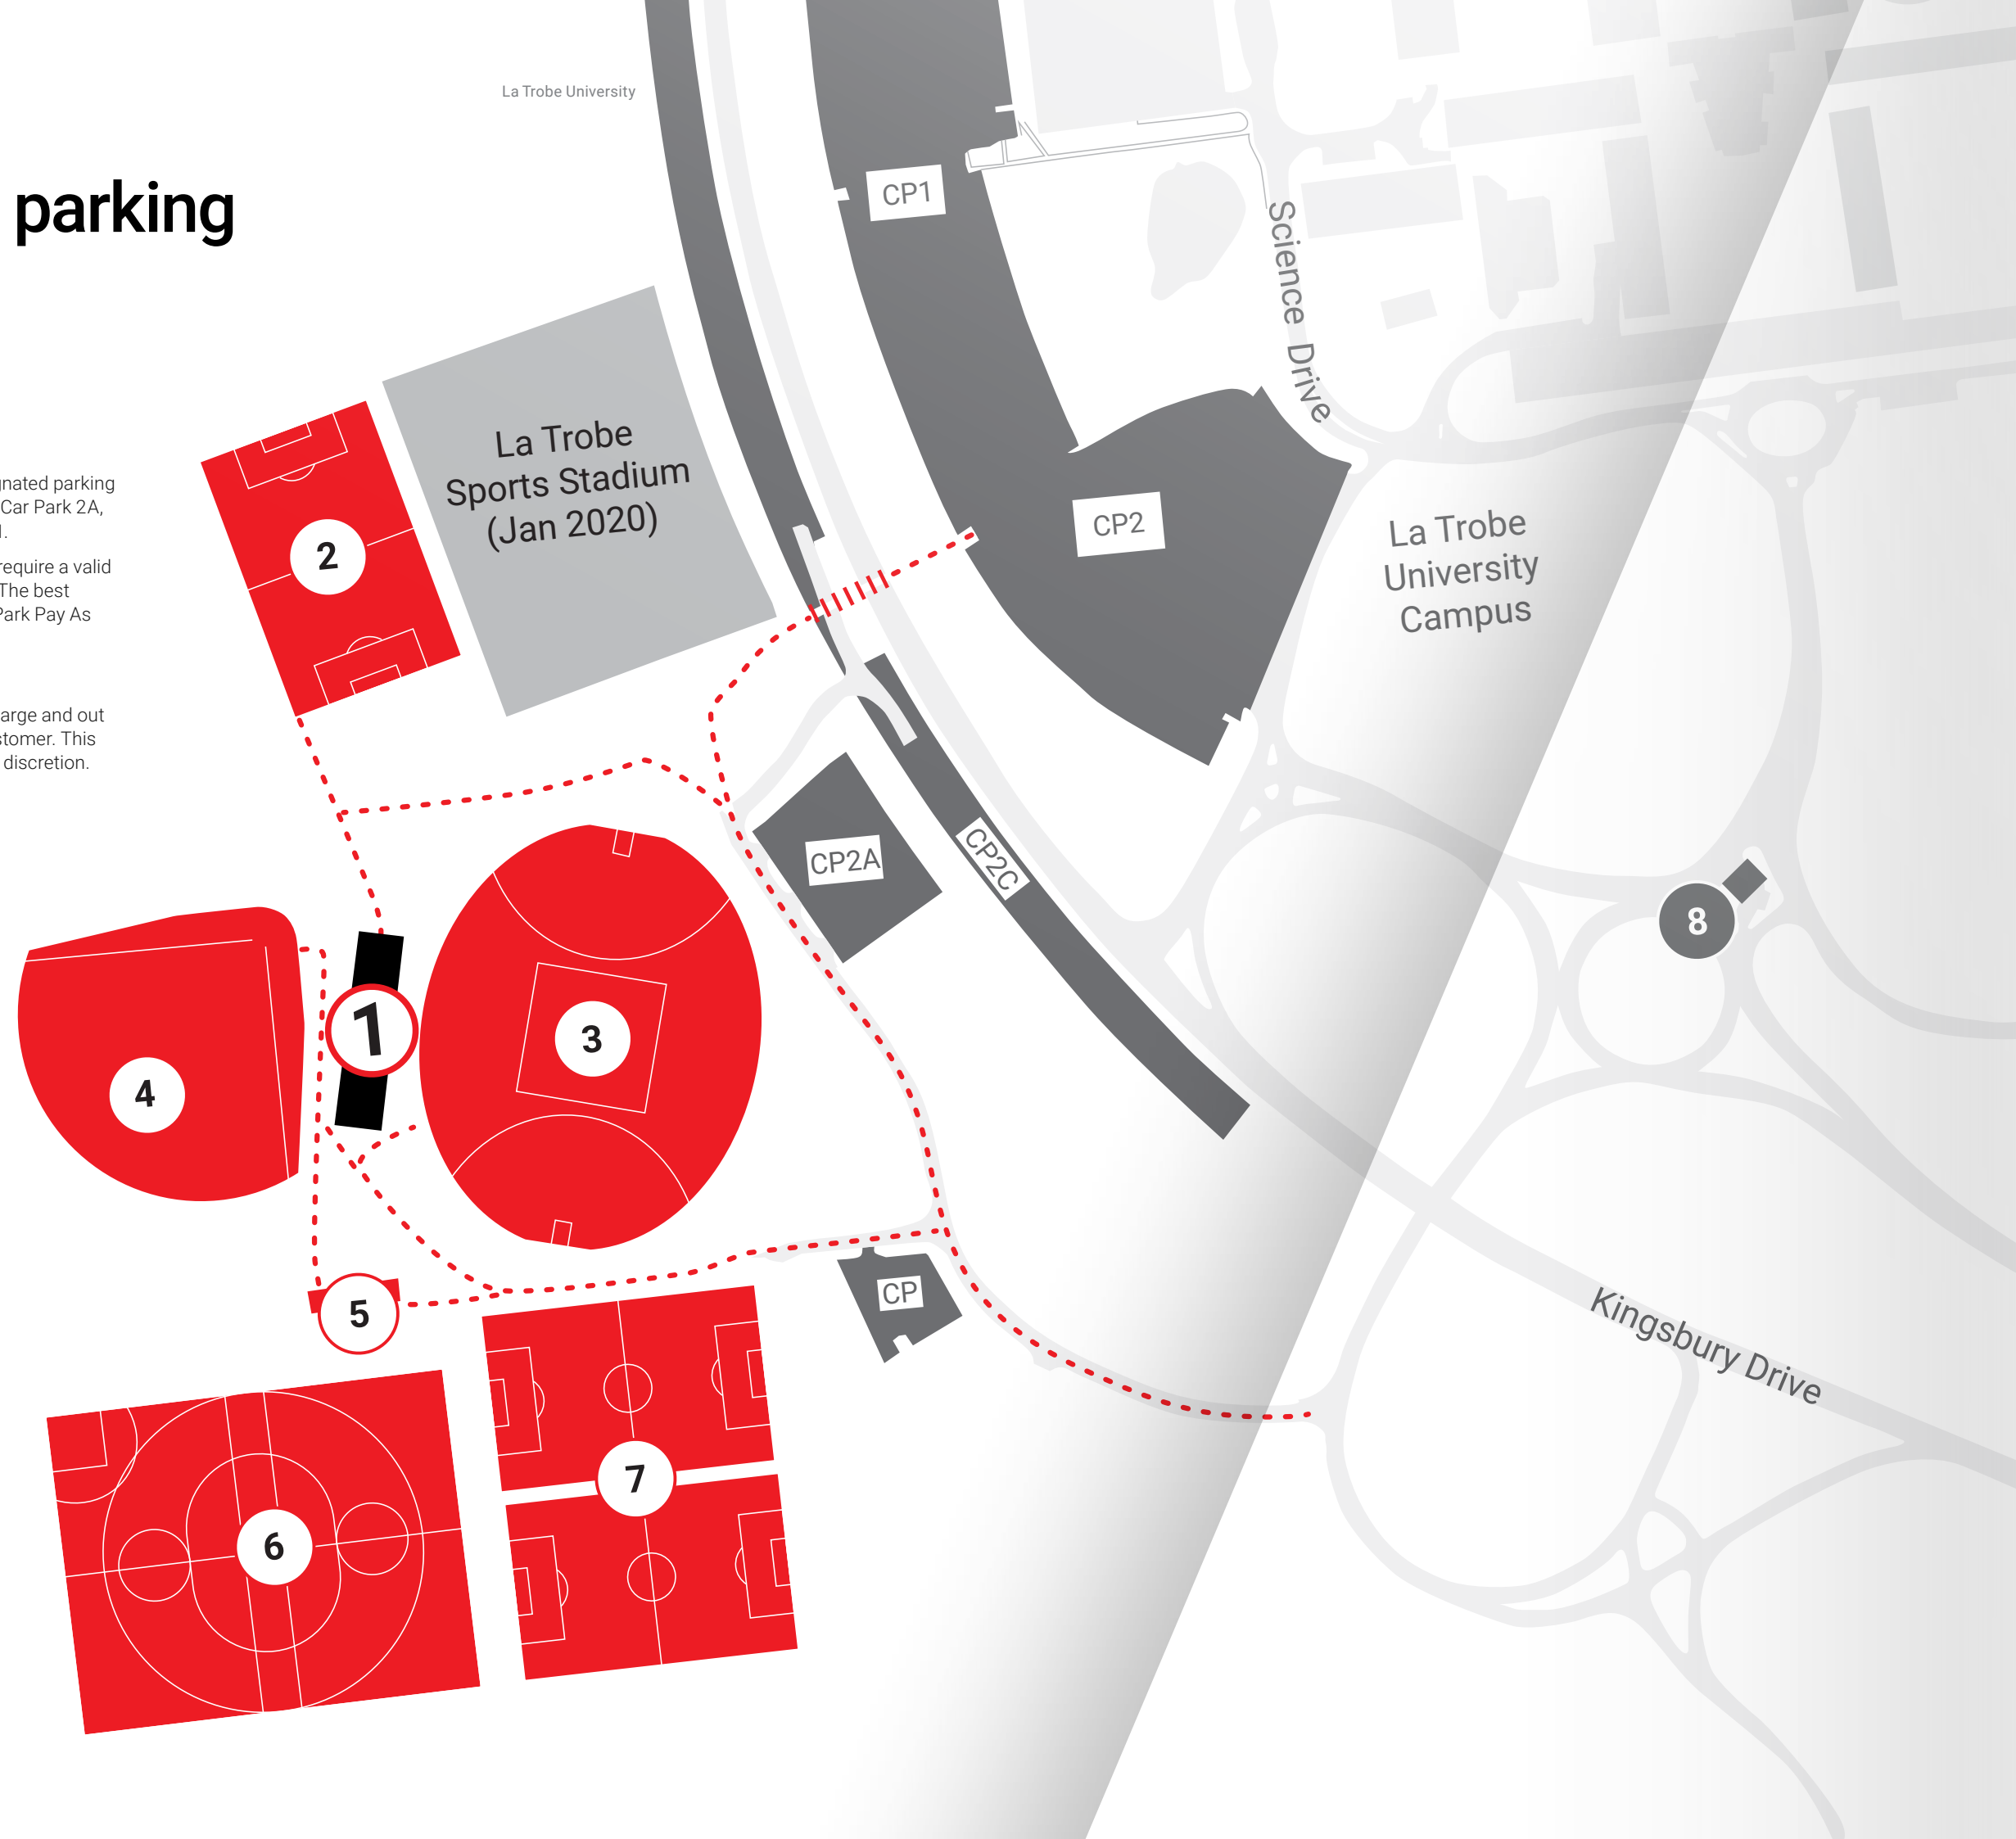 La Trobe University
parking
nated parking
Car Park 2A,
require a valid
The best
Park Pay As
arge and out
stomer. This
discretion.
CP1
Science Drive
La Trobe
Sports Stadium
(Jan 2020)
2
CP2
La Trobe
University
Campus
CP2A
CP2C
8
1
3
4
5
CP
Kingsbury Drive
7
6